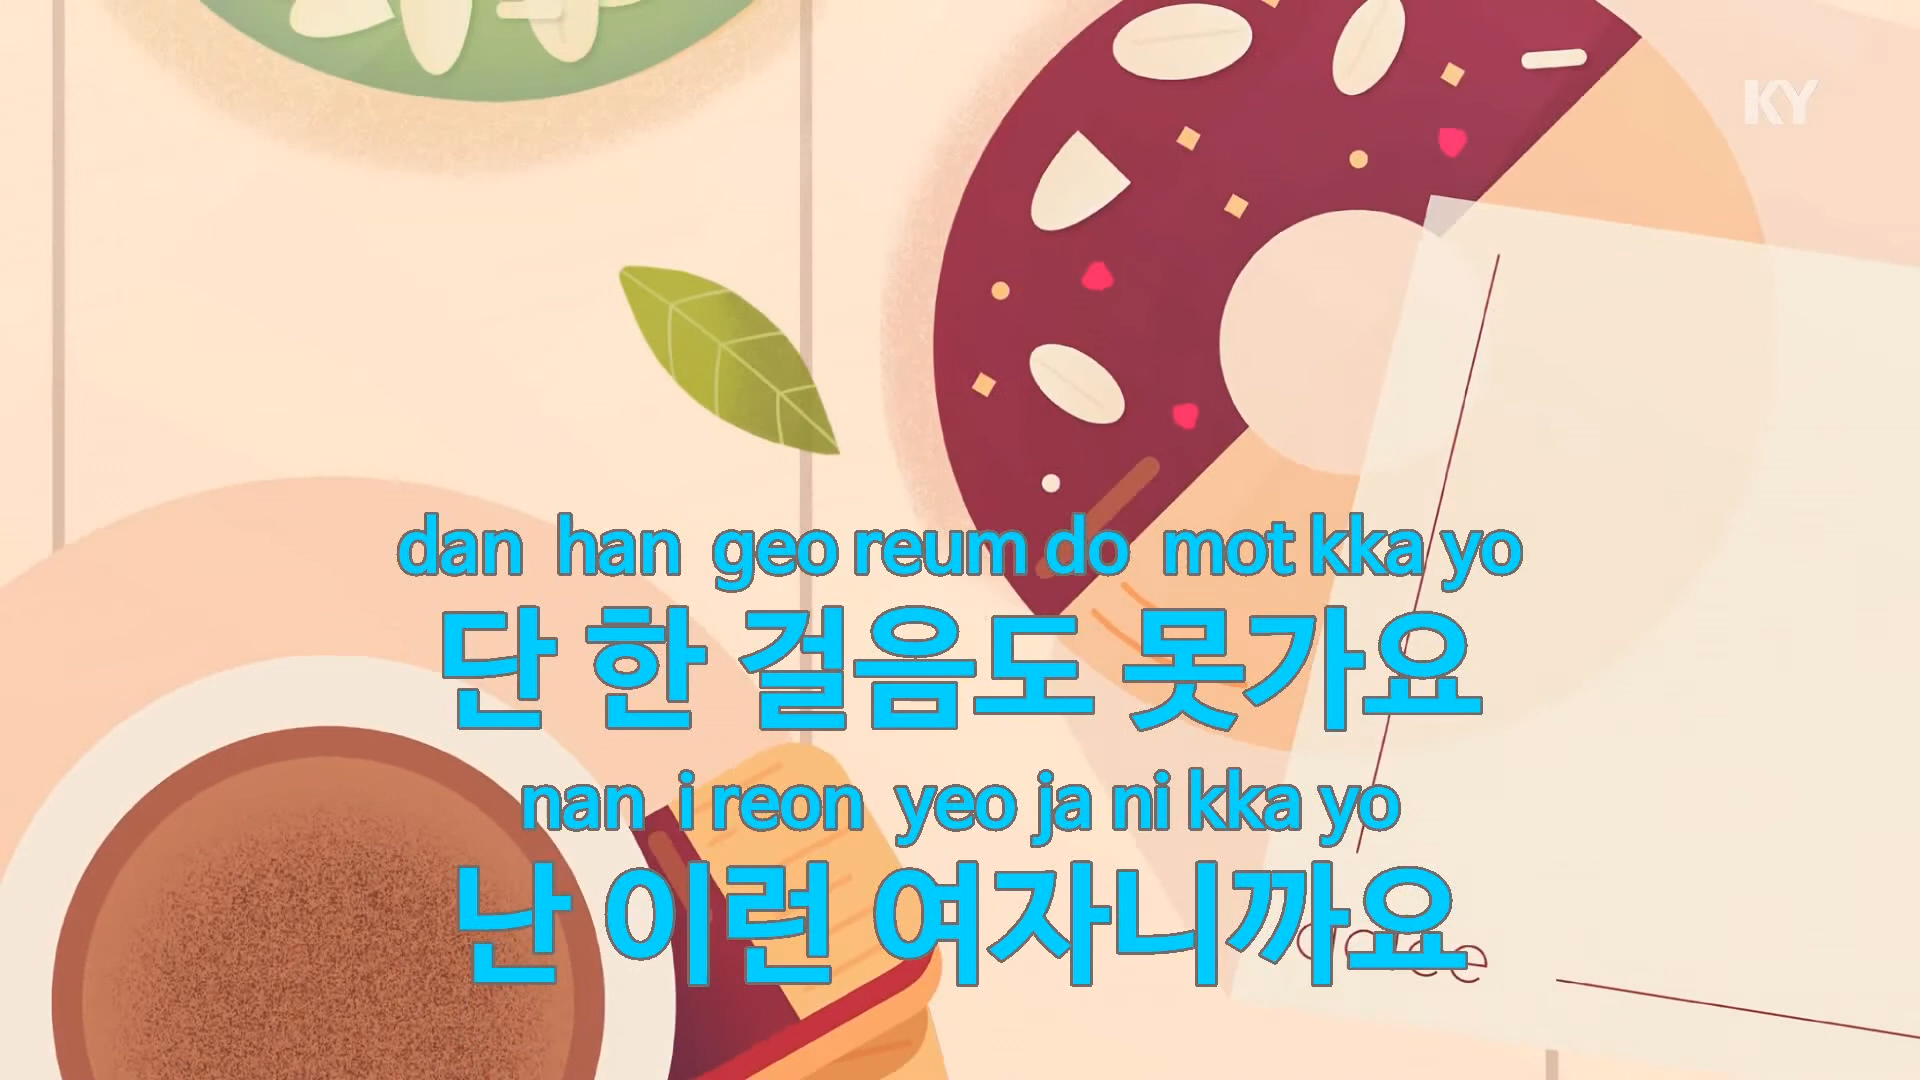 KY
dan han geo reum do mot kka yo
단 한 걸음도 못가요
nan i reon yeo ja ni kka yo
난 이런 여자니까요